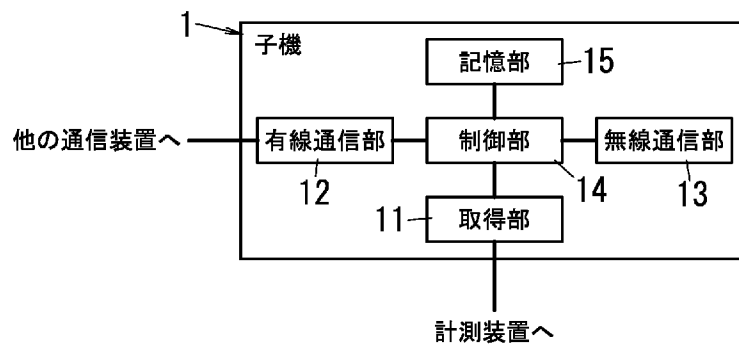 1
子機
記憶部 15
他の通信装置へ 有線通信部 制御部 無線通信部
12 14 13
11 取得部
計測装置へ